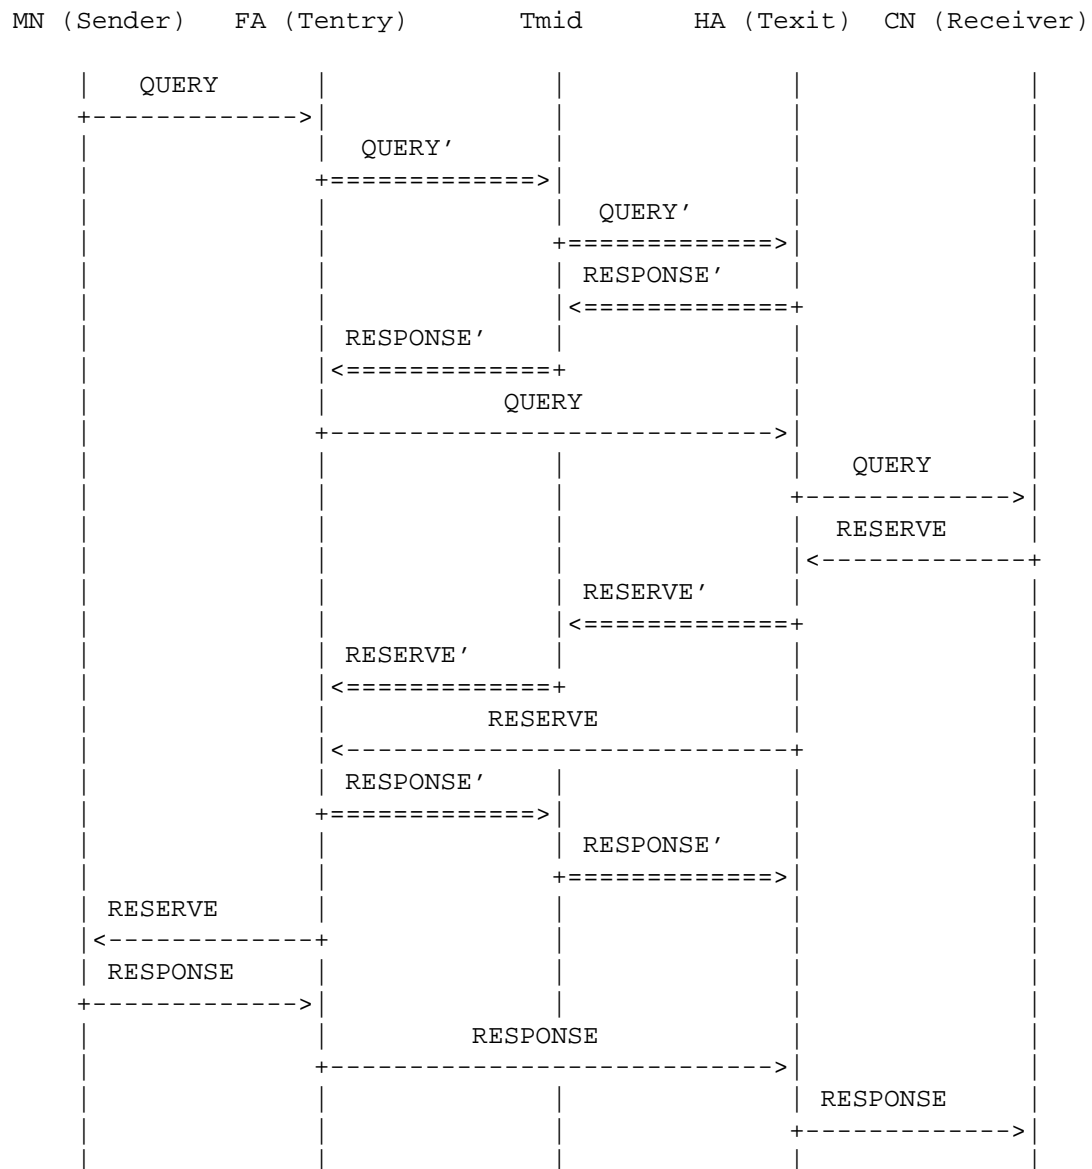 MN (Sender) FA (Tentry) Tmid HA (Texit) CN (Receiver)
QUERY
QUERY'
QUERY'
RESPONSE'
RESPONSE'
QUERY
QUERY
RESERVE
RESERVE'
RESERVE'
RESERVE
RESPONSE'
RESPONSE'
RESERVE
RESPONSE
RESPONSE
RESPONSE